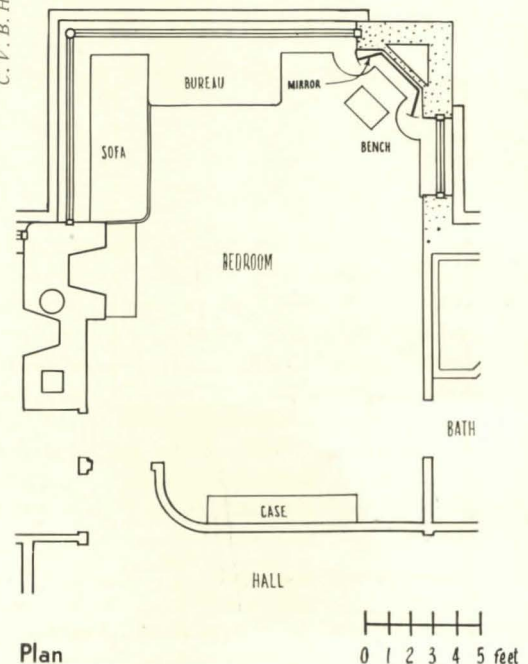 C. V. B. H
BUREAU
MIRROR
SOFA
BENCH
BEDROOM
BATH
CASE
HALL
Plan
0 1 2 3 4 5 feet